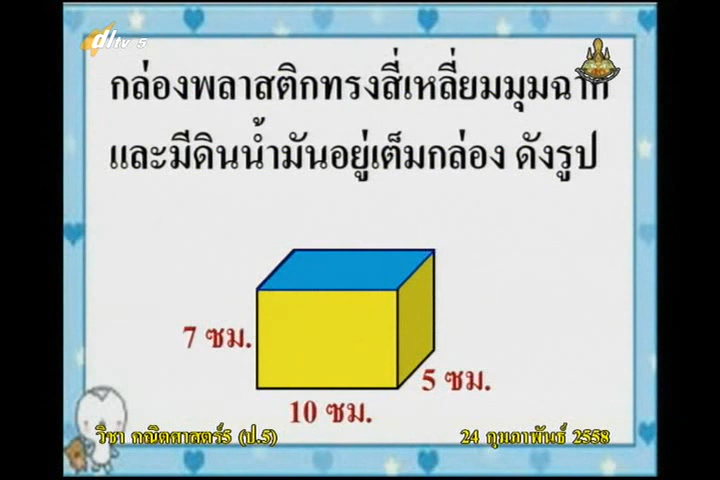 dltv 5
กล่องพลาสติกทรงสี่เหลี่ยมมุมฉาก
และมีดินน้ำมันอยู่เต็มกล่อง ดังรูป
7 ซม.
5 ซม.
10 ซม.
วิชา คณิตศาสตร์5 (ป.5)
24 กุมภาพันธ์ 2558